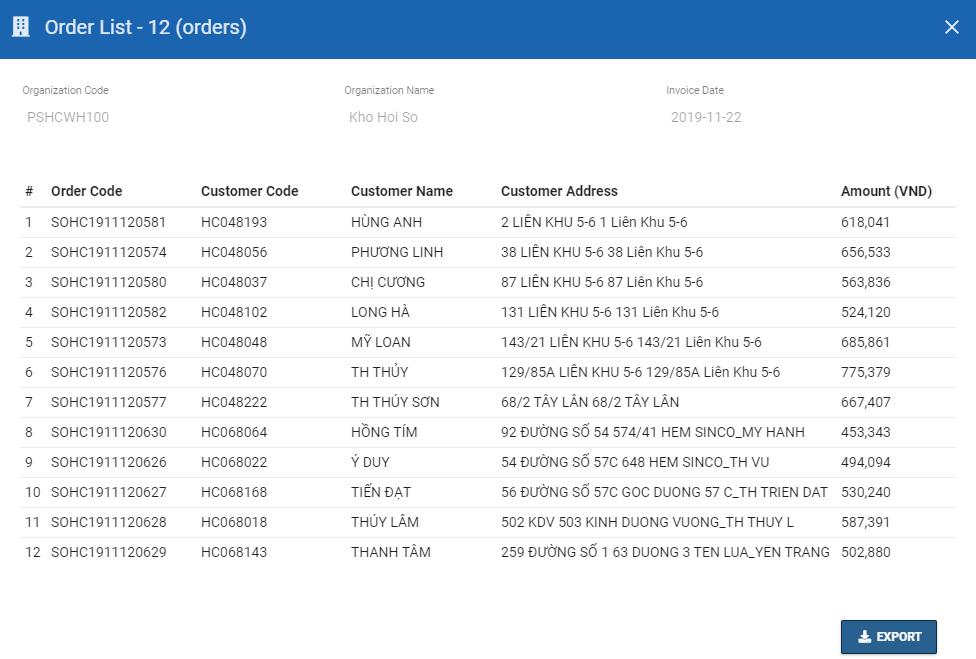 Order List - 12 (orders)
Organization Code Organization Name Invoice Date
PSHCWH100 Kho Hoi So 2019-11-22
# Order Code Customer Code Customer Name Customer Address Amount (VND)
1 SOHC1911120581 HC048193 HÙNG ANH 2 LIÊN KHU 5-6 1 Liên Khu 5-6 618,041
2 SOHC1911120574 HC048056 PHƯƠNG LINH 38 LIÊN KHU 5-6 38 Liên Khu 5-6 656,533
3 SOHC1911120580 HC048037 CHỊ CƯƠNG 87 LIÊN KHU 5-6 87 Liên Khu 5-6 563,836
4 SOHC1911120582 HC048102 LONG HÀ 131 LIÊN KHU 5-6 131 Liên Khu 5-6 524,120
5 SOHC1911120573 HC048048 MỸ LOAN 143/21 LIÊN KHU 5-6 143/21 Liên Khu 5-6 685,861
6 SOHC1911120576 HC048070 TH THỦY 129/85A LIÊN KHU 5-6 129/85A Liên Khu 5-6 775,379
7 SOHC1911120577 HC048222 TH THÚY SƠN 68/2 TÂY LÂN 68/2 TÂY LÂN 667,407
8 SOHC1911120630 HC068064 HỒNG TÍM 92 ĐƯỜNG SỐ 54 574/41 HEM SINCO_MY HANH 453,343
9 SOHC1911120626 HC068022 Ý DUY 54 ĐƯỜNG SỐ 57C 648 HEM SINCO_TH VU 494,094
10 SOHC1911120627 HC068168 TIẾN ĐẠT 56 ĐƯỜNG SỐ 57C GOC DUONG 57 C_TH TRIEN DAT 530,240
11 SOHC1911120628 HC068018 THÚY LÂM 502 KDV 503 KINH DUONG VUONG_TH THUY L 587,391
12 SOHC1911120629 HC068143 THANH TÂM 259 ĐƯỜNG SỐ 1 63 DUONG 3 TEN LUA_YEN TRANG 502,880
EXPORT